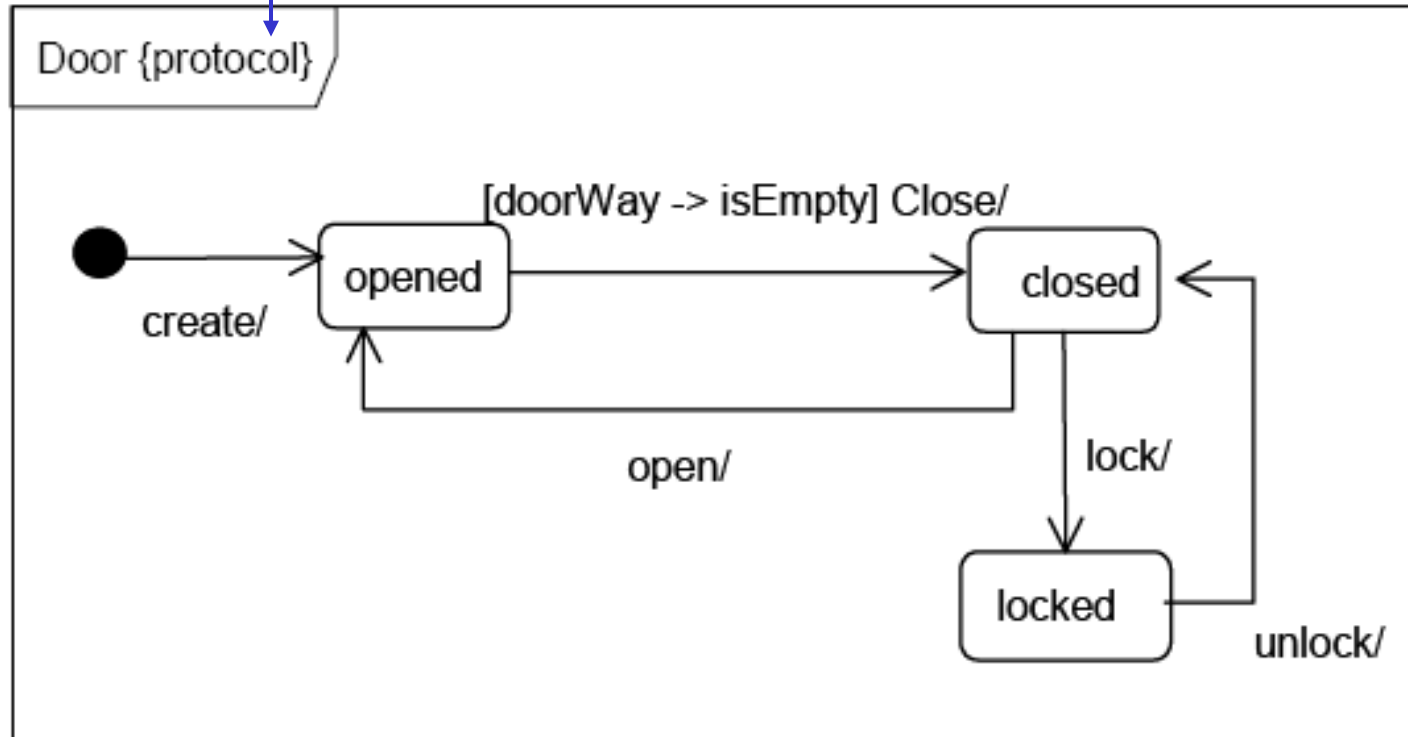 Door {protocol}
[doorWay -> isEmpty] Close/
opened
closed
create/
open/
lock/
locked
unlock/